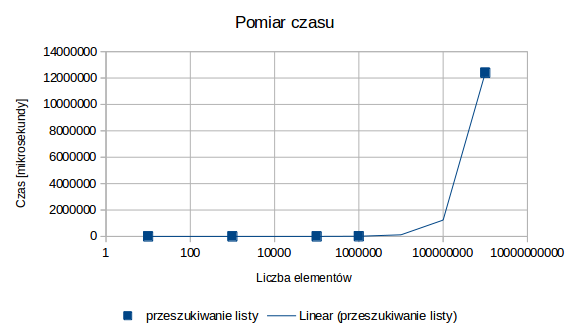 Pomiar czasu
14000000
12000000
10000000
8000000
6000000
4000000
2000000
0
Czas [mikrosekundy]
1 100 10000 1000000 100000000 10000000000
Liczba elementów
przeszukiwanie listy Linear (przeszukiwanie listy)